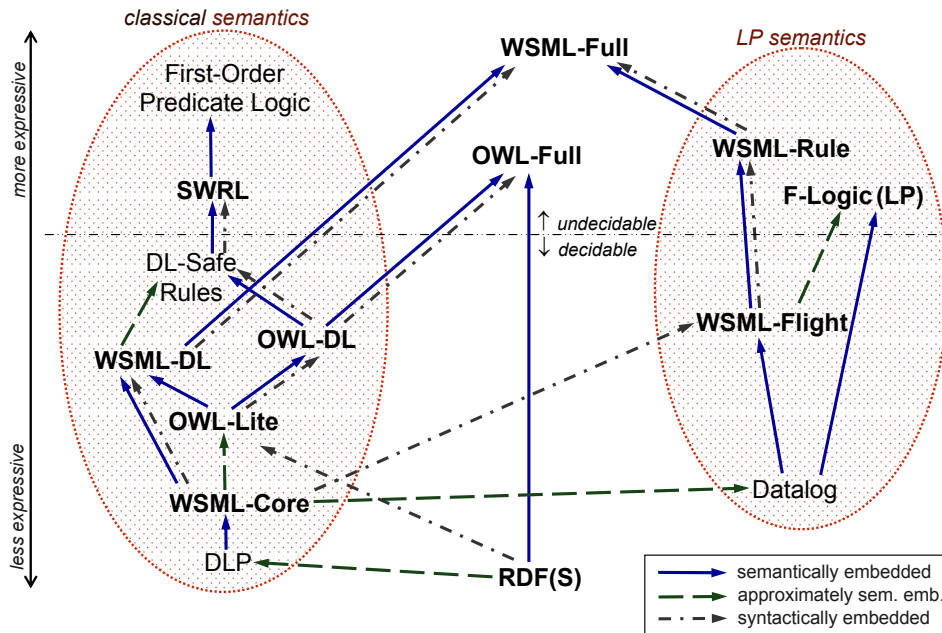 classical semantics
LP semantics
more expressive
less expressive
WSML-Full
First-Order
Predicate Logic
WSML-Rule
OWL-Full
SWRL
F-Logic (LP)
↑ undecidable
↓ decidable
DL-Safe
Rules
WSML-Flight
OWL-DL
WSML-DL
OWL-Lite
WSML-Core
Datalog
DLP
RDF(S)
semantically embedded
approximately sem. emb.
syntactically embedded